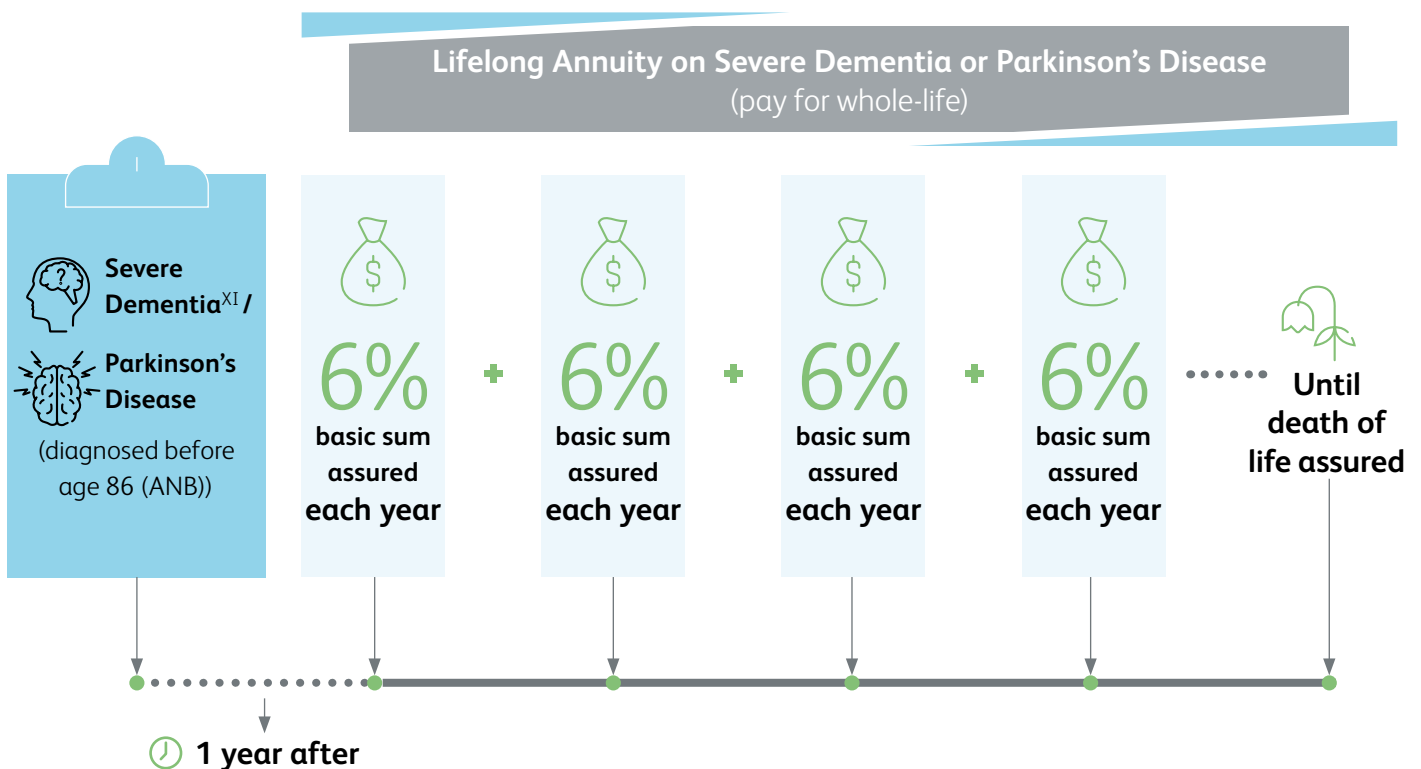 Lifelong Annuity on Severe Dementia or Parkinson's Disease
(pay for whole-life)
Severe
Dementia^XI /
Parkinson's
Disease
(diagnosed before
age 86 (ANB))
?
$
6%
basic sum
assured
each year
+
$
6%
basic sum
assured
each year
+
$
6%
basic sum
assured
each year
+
$
6%
basic sum
assured
each year
Until
death of
life assured
1 year after